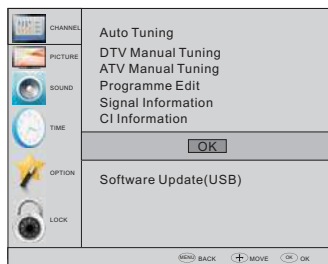 CHANNEL
PICTURE
SOUND
TIME
OPTION
LOCK
Auto Tuning
DTV Manual Tuning
ATV Manual Tuning
Programme Edit
Signal Information
CI Information
OK
Software Update(USB)
MENU BACK MOVE OK OK